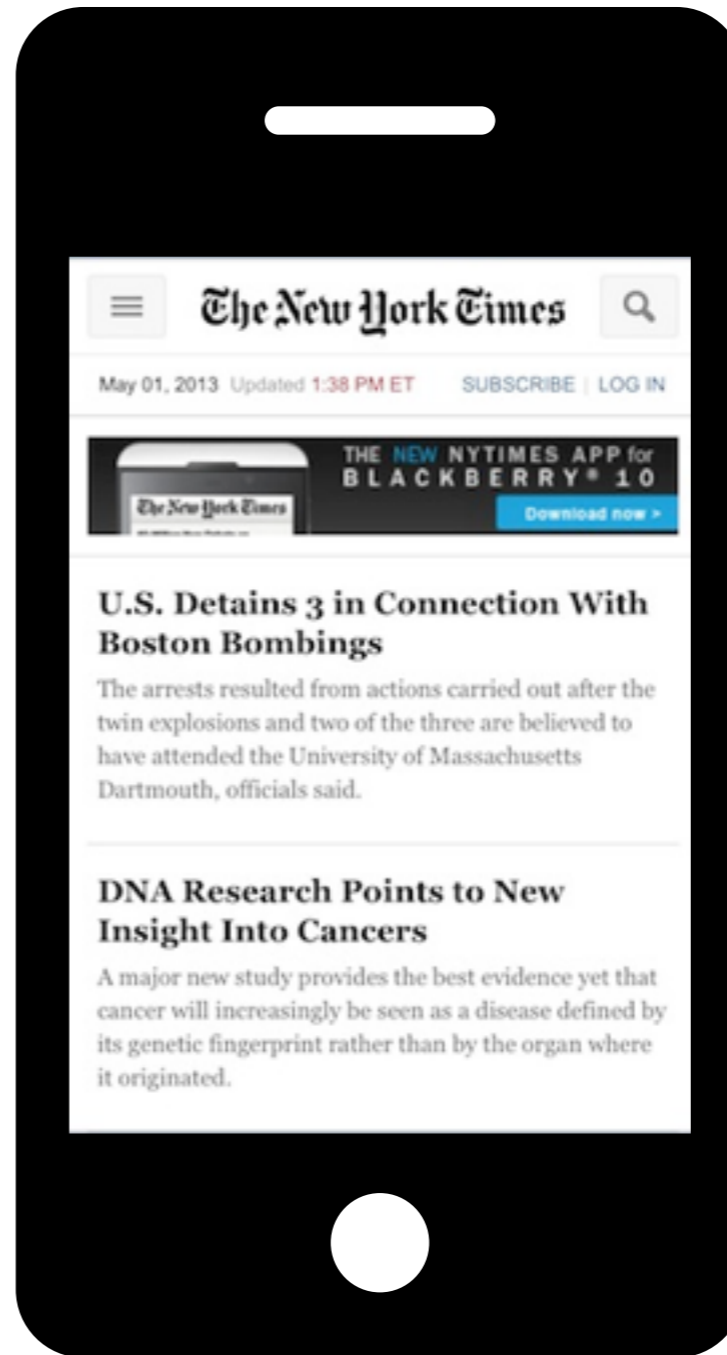 The New York Times
May 01, 2013 Updated 1:38 PM ET SUBSCRIBE | LOG IN
THE NEW NYTIMES APP for
BLACKBERRY® 10
The New York Times
Download now >
U.S. Detains 3 in Connection With
Boston Bombings
The arrests resulted from actions carried out after the
twin explosions and two of the three are believed to
have attended the University of Massachusetts
Dartmouth, officials said.
DNA Research Points to New
Insight Into Cancers
A major new study provides the best evidence yet that
cancer will increasingly be seen as a disease defined by
its genetic fingerprint rather than by the organ where
it originated.